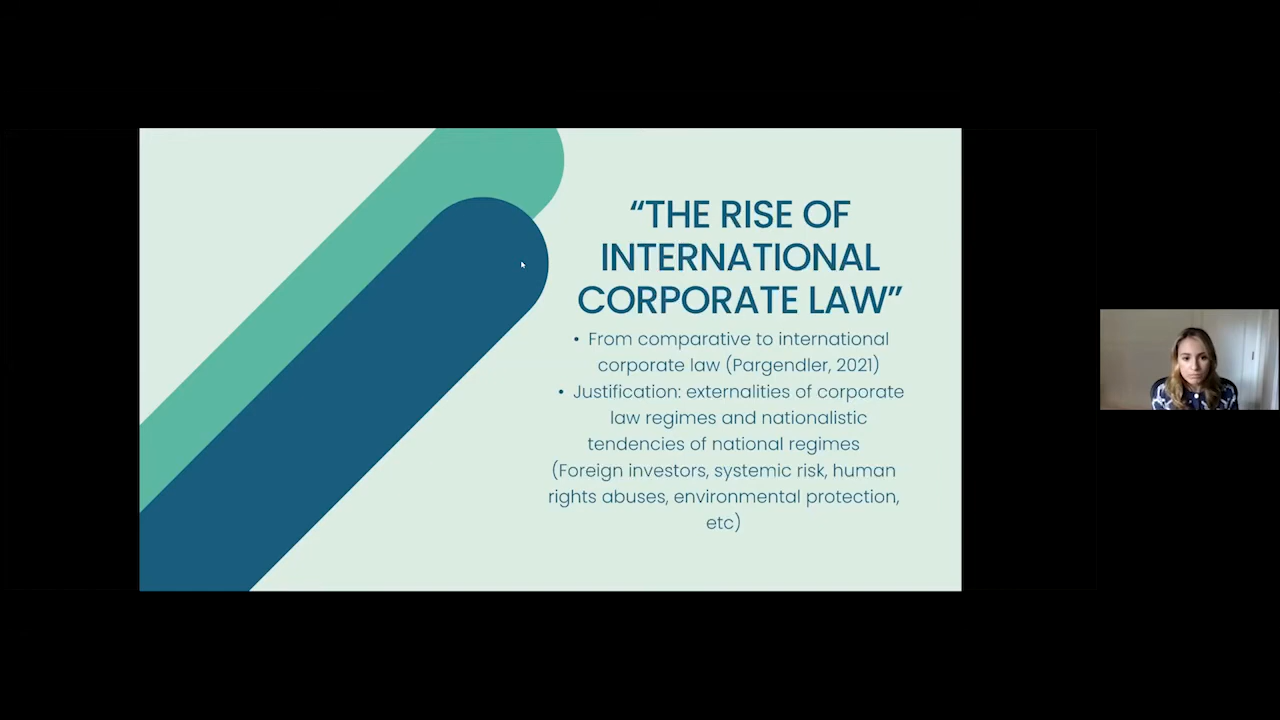 “THE RISE OF
INTERNATIONAL
CORPORATE LAW”
• From comparative to international
corporate law (Pargendler, 2021)
• Justification: externalities of corporate
law regimes and nationalistic
tendencies of national regimes
(Foreign investors, systemic risk, human
rights abuses, environmental protection,
etc)